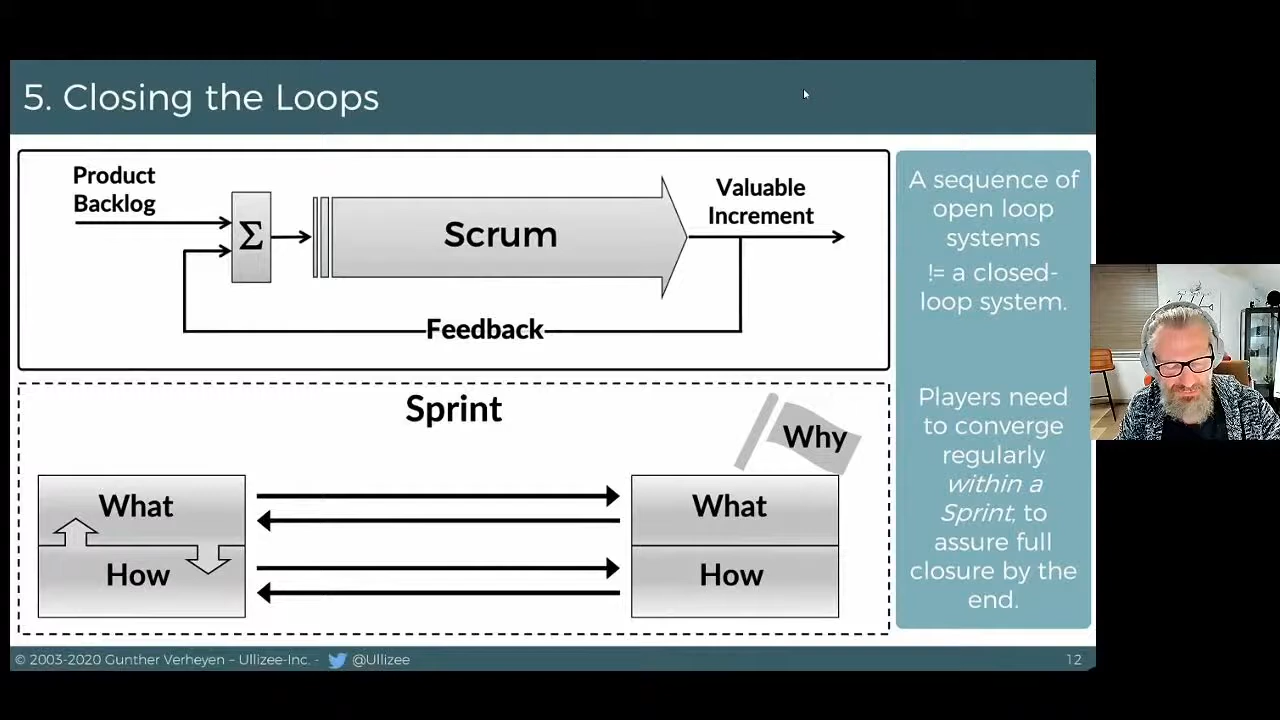 5. Closing the Loops
Product
Backlog
Σ
Scrum
Valuable
Increment
Feedback
A sequence of
open loop
systems
!= a closed-
loop system.
Players need
to converge
regularly
within a
Sprint, to
assure full
closure by the
end.
Sprint
Why
What
How
What
How
© 2003-2020 Gunther Verheyen – Ullizee-Inc. -
@Ullizee
12